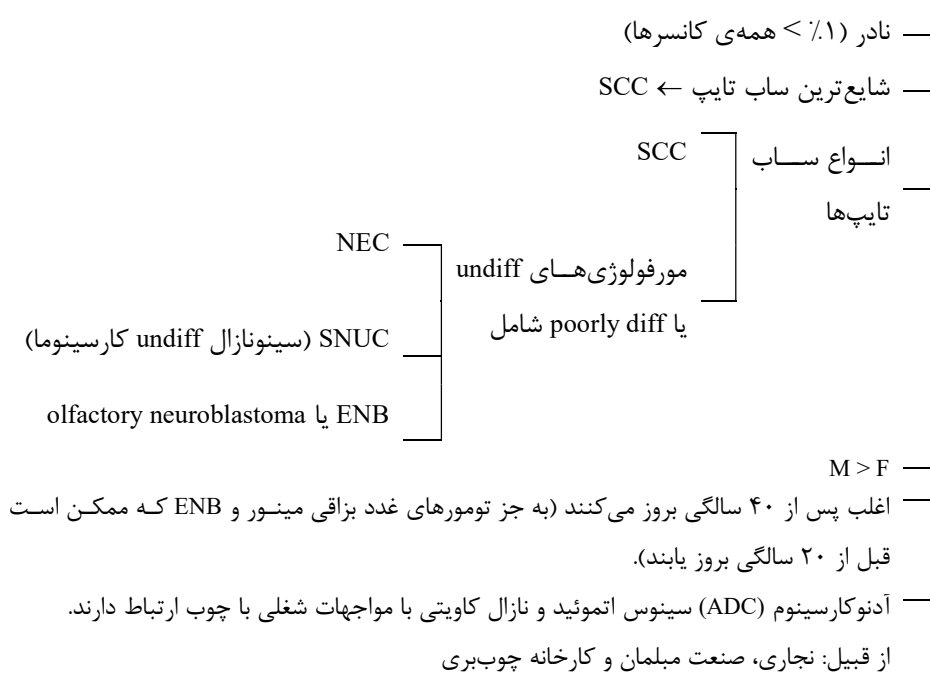 نادر (۱٪ > همه‌ی کانسرها)
شایع‌ترین ساب تایپ ← SCC
انواع ساب
تایپ‌ها
SCC
مورفولوژی‌های undiff
یا poorly diff شامل
NEC
SNUC (سینونازال undiff کارسینوما)
ENB یا olfactory neuroblastoma
M > F
اغلب پس از ۴۰ سالگی بروز می‌کنند (به جز تومورهای غدد بزاقی مینور و ENB که ممکن است
قبل از ۲۰ سالگی بروز یابند).
آدنوکارسینوم (ADC) سینوس اتموئید و نازال کاویتی با مواجهات شغلی با چوب ارتباط دارند.
از قبیل: نجاری، صنعت مبلمان و کارخانه چوب‌بری